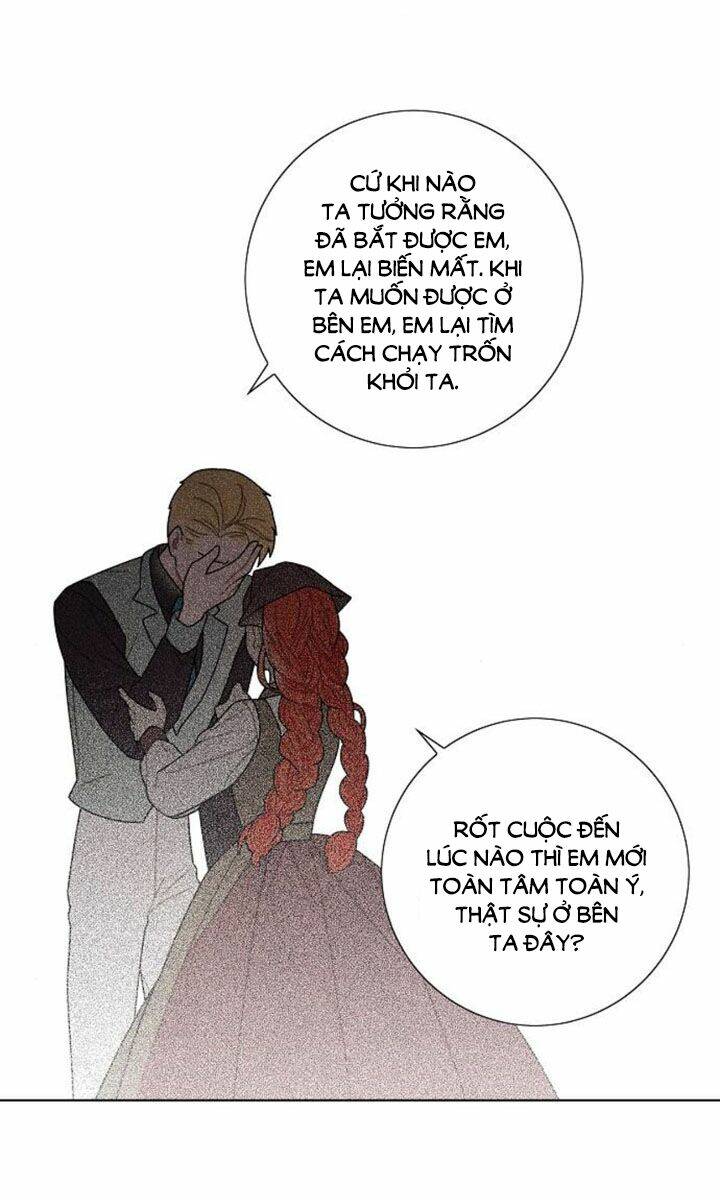 CỨ KHI NÀO
TA TƯỞNG RẰNG
ĐÃ BẮT ĐƯỢC EM,
EM LẠI BIẾN MẤT. KHI
TA MUỐN ĐƯỢC Ở
BÊN EM, EM LẠI TÌM
CÁCH CHẠY TRỐN
KHỎI TA.
RỐT CUỘC ĐẾN
LÚC NÀO THÌ EM MỚI
TOÀN TÂM TOÀN Ý,
THẬT SỰ Ở BÊN
TA ĐÂY?